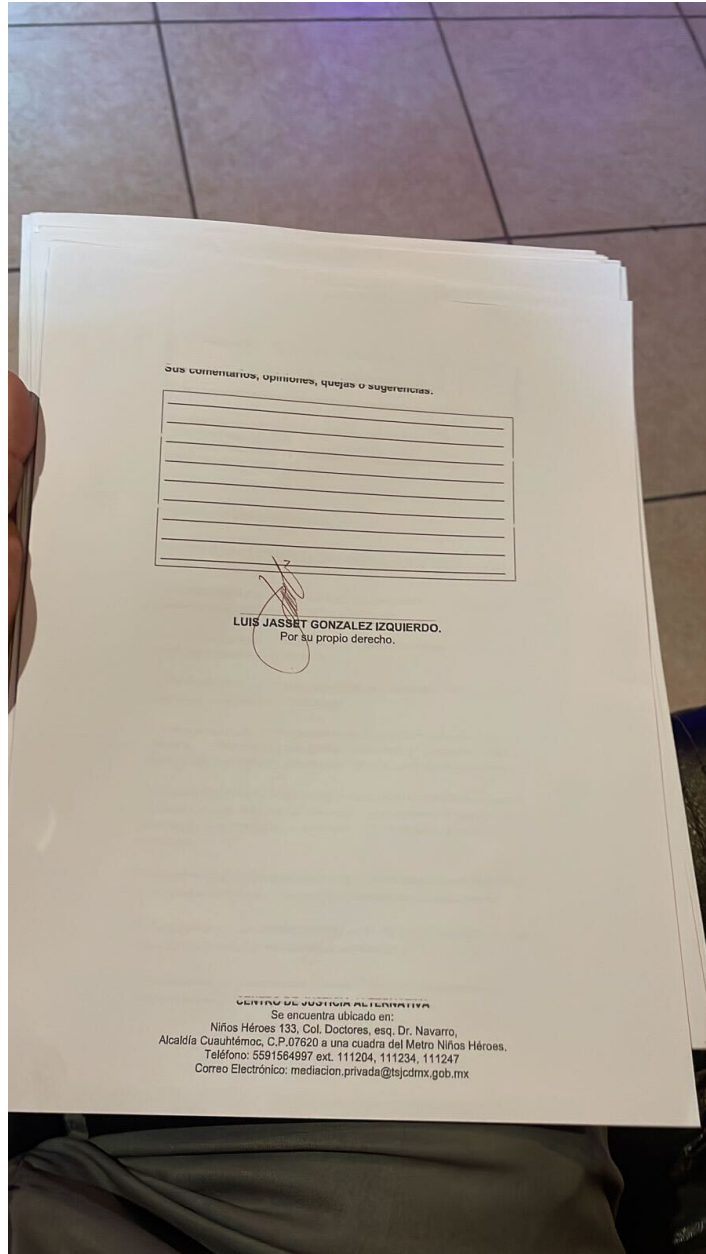 Sus comentarios, opiniones, quejas o sugerencias.
LUIS JASSET GONZALEZ IZQUIERDO.
Por su propio derecho.
CENTRO DE JUSTICIA ALTERNATIVA
Se encuentra ubicado en:
Niños Héroes 133, Col. Doctores, esq. Dr. Navarro,
Alcaldía Cuauhtémoc, C.P.07620 a una cuadra del Metro Niños Héroes.
Teléfono: 5591564997 ext. 111204, 111234, 111247
Correo Electrónico: mediacion.privada@tsjcdmx.gob.mx